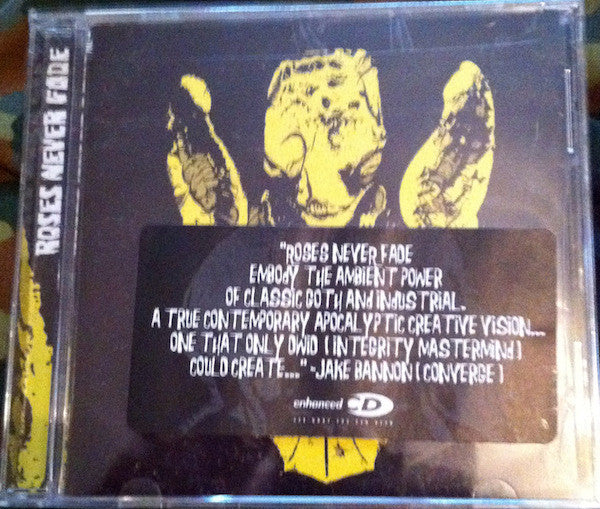 ROSES NEVER FADE
"ROSES NEVER FADE
EMBODY THE AMBIENT POWER
OF CLASSIC GOTH AND INDUSTRIAL.
A TRUE CONTEMPORARY APOCALYPTIC CREATIVE VISION...
ONE THAT ONLY DWID [INTEGRITY MASTERMIND]
COULD CREATE..." -JAKE BANNON [CONVERGE]
enhanced CD